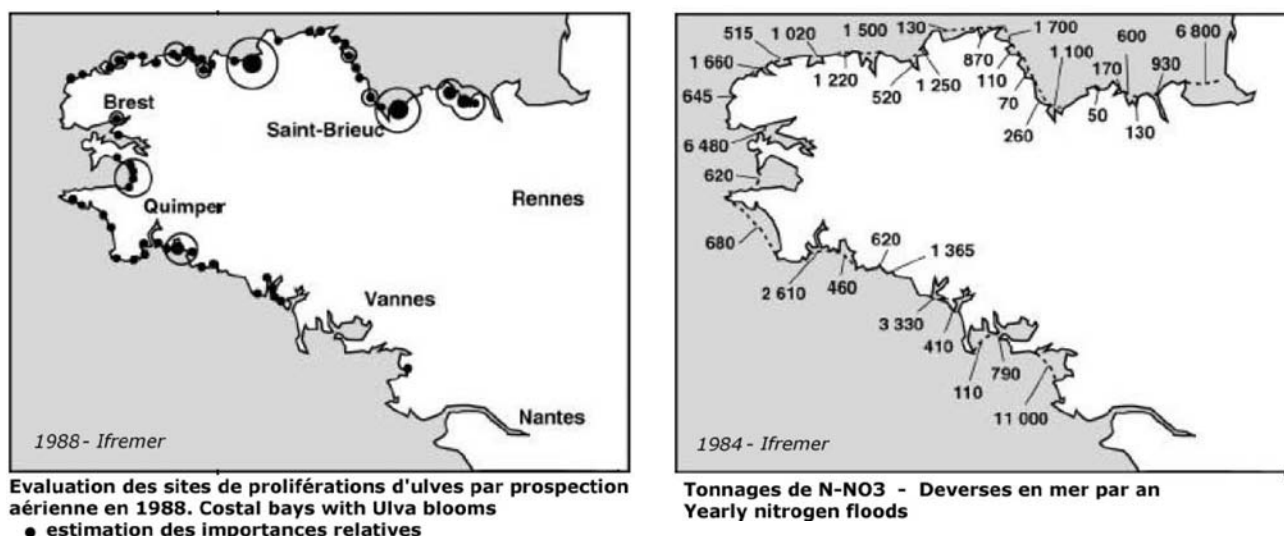 Brest
Saint-Brieuc
Rennes
Quimper
Vannes
Nantes
1988 - Ifremer
Evaluation des sites de proliférations d'ulves par prospection
aérienne en 1988. Costal bays with Ulva blooms
● estimation des importances relatives
130
1 700
6 800
1 500
600
1 020
515
870
1 100
930
1 660
110
170
1 220
1 250
645
520
70
50
260
130
6 480
620
680
620
1 365
2 610
460
3 330
410
790
110
11 000
1984 - Ifremer
Tonnages de N-NO3 - Deverses en mer par an
Yearly nitrogen floods